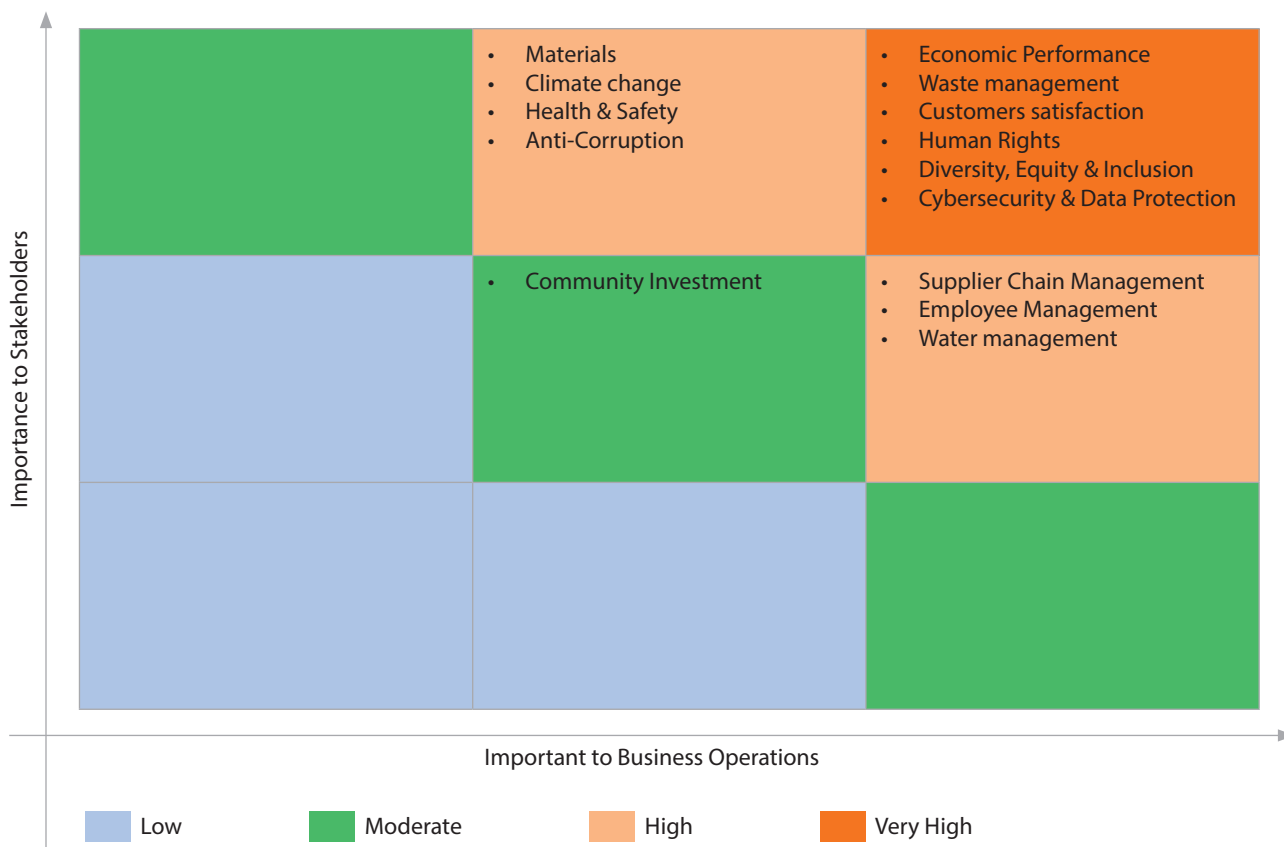 Importance to Stakeholders
• Materials
• Climate change
• Health & Safety
• Anti-Corruption
• Economic Performance
• Waste management
• Customers satisfaction
• Human Rights
• Diversity, Equity & Inclusion
• Cybersecurity & Data Protection
• Community Investment
• Supplier Chain Management
• Employee Management
• Water management
Important to Business Operations
Low
Moderate
High
Very High